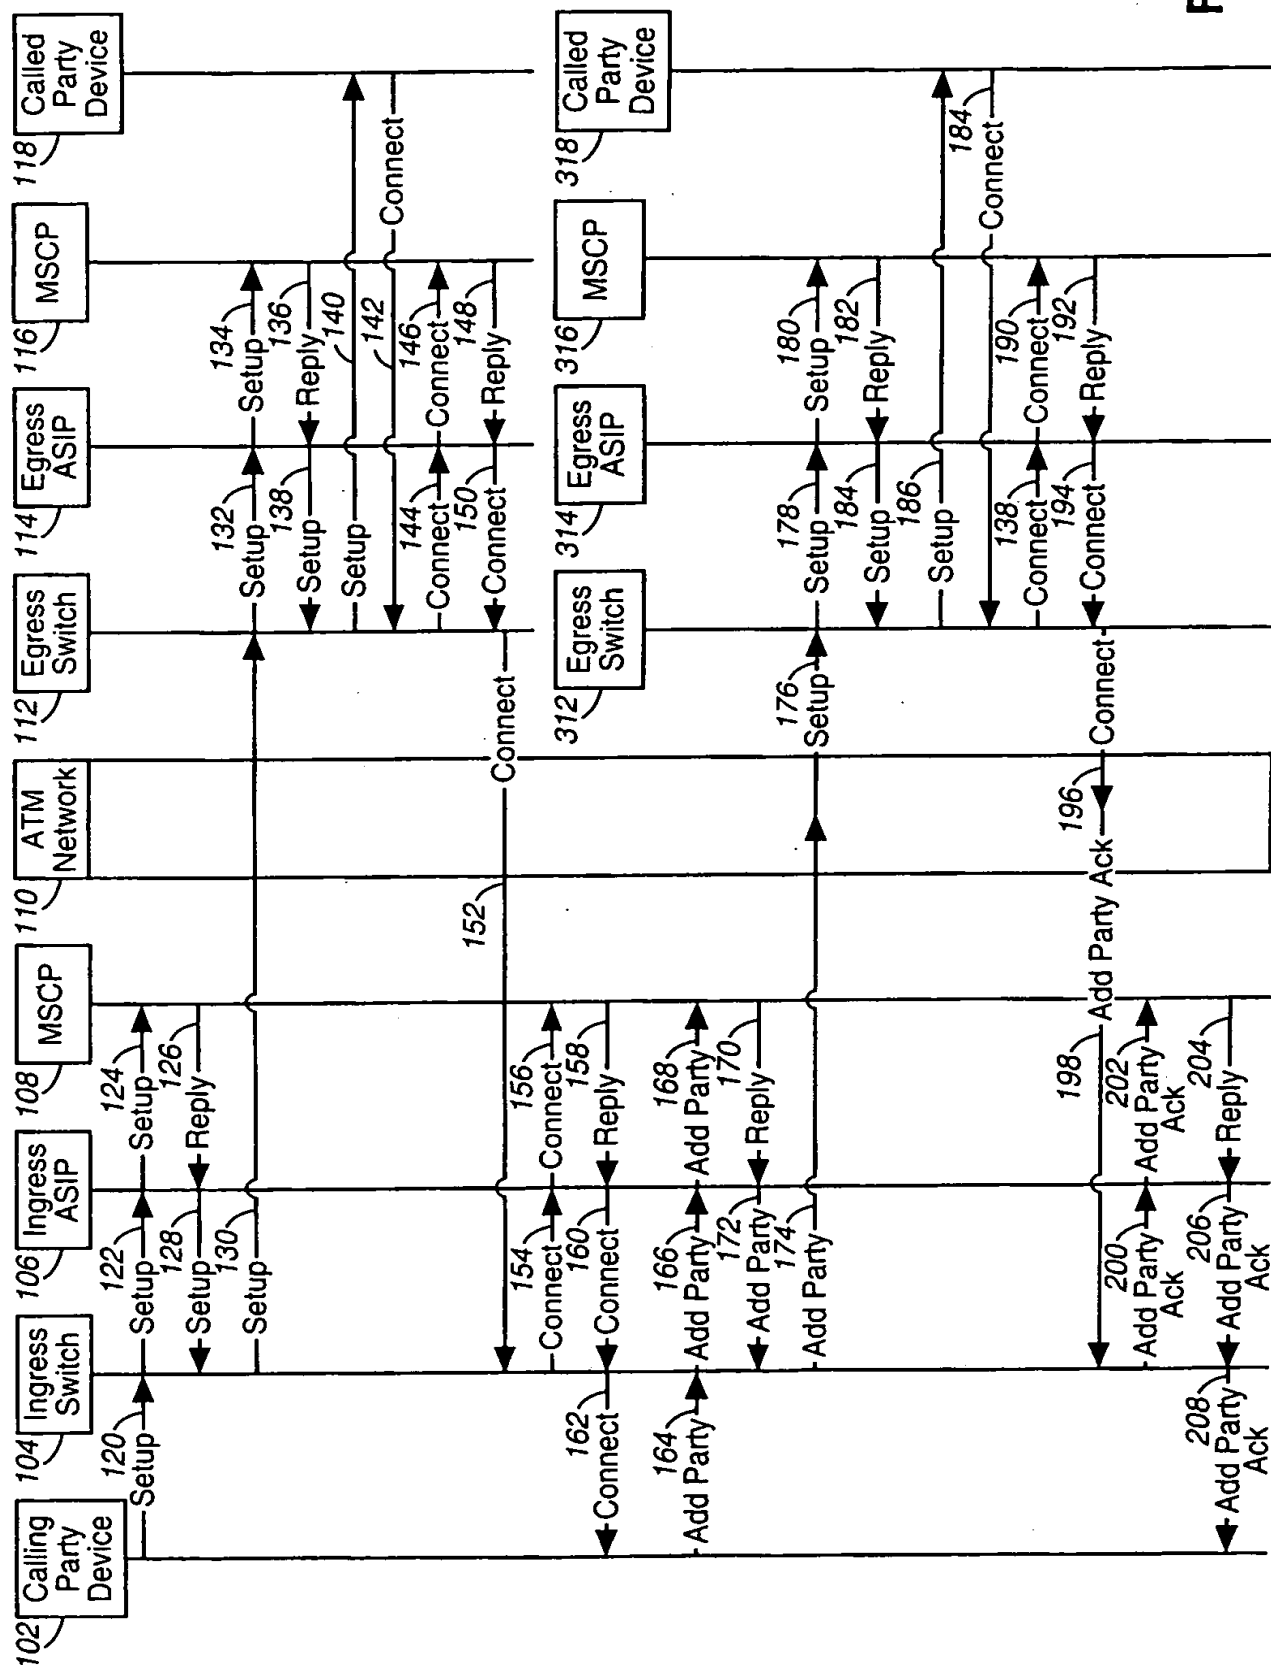 102
Calling
Party
Device
104
Ingress
Switch
106
Ingress
ASIP
108
MSCP
110
ATM
Network
112
Egress
Switch
114
Egress
ASIP
116
MSCP
118
Called
Party
Device
120
Setup
122
Setup
124
Setup
126
Reply
128
Setup
130
Setup
132
Setup
134
Setup
136
Reply
138
Setup
140
Setup
142
Connect
144
Connect
146
Connect
148
Reply
150
Connect
152
Connect
154
Connect
156
Connect
158
Reply
160
Connect
162
Connect
312
Egress
Switch
314
Egress
ASIP
316
MSCP
318
Called
Party
Device
164
Add Party
166
Add Party
168
Add Party
170
Reply
172
Add Party
174
Add Party
176
Setup
178
Setup
180
Setup
182
Reply
184
Setup
186
Setup
184
Connect
138
Connect
190
Connect
192
Reply
194
Connect
196
Connect
198
Add Party Ack
200
Add Party
Ack
202
Add Party
Ack
204
Reply
206
Add Party
Ack
208
Add Party
Ack